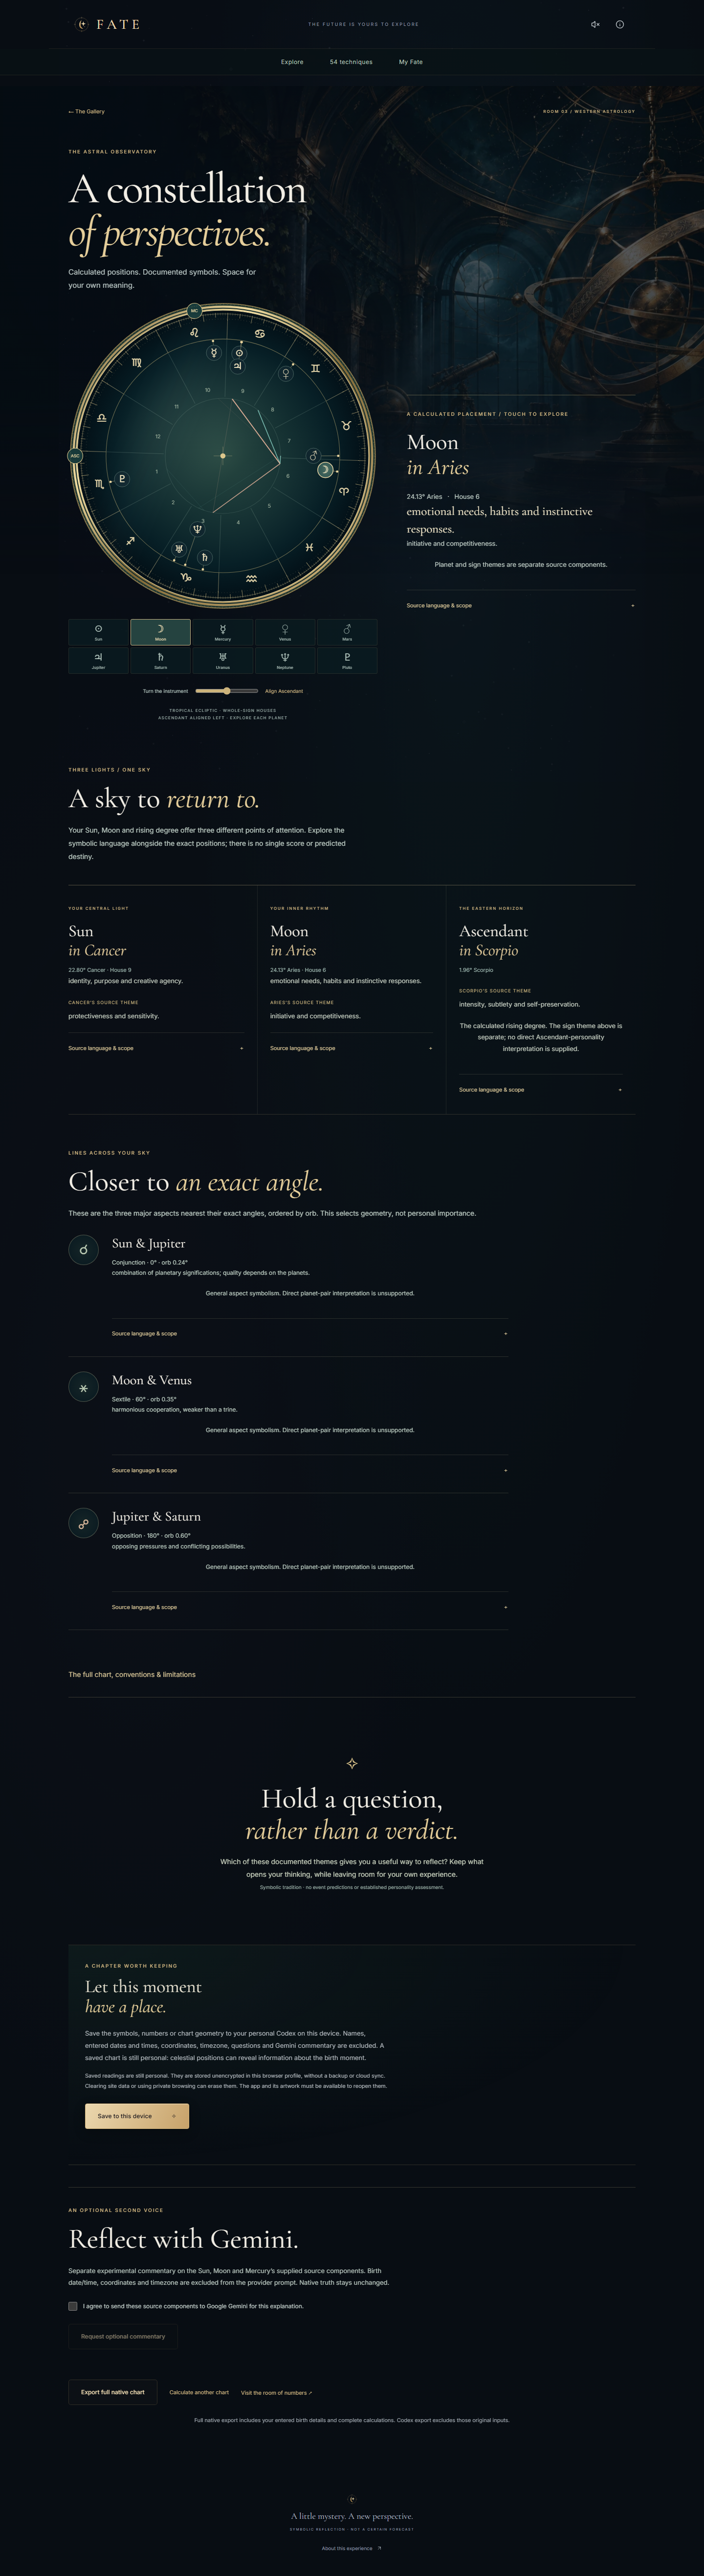 FATE
THE FUTURE IS YOURS TO EXPLORE
Explore
54 techniques
My Fate
← The Gallery
ROOM 03 / WESTERN ASTROLOGY
THE ASTRAL OBSERVATORY
A constellation
of perspectives.
Calculated positions. Documented symbols. Space for
your own meaning.
MC
ASC
10
9
11
8
12
7
1
6
2
5
3
4
A CALCULATED PLACEMENT / TOUCH TO EXPLORE
Moon
in Aries
24.13° Aries · House 6
emotional needs, habits and instinctive
responses.
initiative and competitiveness.
Planet and sign themes are separate source components.
Source language & scope +
Sun
Moon
Mercury
Venus
Mars
Jupiter
Saturn
Uranus
Neptune
Pluto
Turn the instrument
Align Ascendant
TROPICAL ECLIPTIC · WHOLE-SIGN HOUSES
ASCENDANT ALIGNED LEFT · EXPLORE EACH PLANET
THREE LIGHTS / ONE SKY
A sky to return to.
Your Sun, Moon and rising degree offer three different points of attention. Explore the
symbolic language alongside the exact positions; there is no single score or predicted
destiny.
YOUR CENTRAL LIGHT
Sun
in Cancer
22.80° Cancer · House 9
identity, purpose and creative agency.
CANCER'S SOURCE THEME
protectiveness and sensitivity.
Source language & scope +
YOUR INNER RHYTHM
Moon
in Aries
24.13° Aries · House 6
emotional needs, habits and instinctive responses.
ARIES'S SOURCE THEME
initiative and competitiveness.
Source language & scope +
THE EASTERN HORIZON
Ascendant
in Scorpio
1.96° Scorpio
SCORPIO'S SOURCE THEME
intensity, subtlety and self-preservation.
The calculated rising degree. The sign theme above is
separate; no direct Ascendant-personality
interpretation is supplied.
Source language & scope +
LINES ACROSS YOUR SKY
Closer to an exact angle.
These are the three major aspects nearest their exact angles, ordered by orb. This selects geometry, not personal importance.
Sun & Jupiter
Conjunction · 0° · orb 0.24°
combination of planetary significations; quality depends on the planets.
General aspect symbolism. Direct planet-pair interpretation is unsupported.
Source language & scope +
Moon & Venus
Sextile · 60° · orb 0.35°
harmonious cooperation, weaker than a trine.
General aspect symbolism. Direct planet-pair interpretation is unsupported.
Source language & scope +
Jupiter & Saturn
Opposition · 180° · orb 0.60°
opposing pressures and conflicting possibilities.
General aspect symbolism. Direct planet-pair interpretation is unsupported.
Source language & scope +
The full chart, conventions & limitations
Hold a question,
rather than a verdict.
Which of these documented themes gives you a useful way to reflect? Keep what
opens your thinking, while leaving room for your own experience.
Symbolic tradition · no event predictions or established personality assessment.
A CHAPTER WORTH KEEPING
Let this moment
have a place.
Save the symbols, numbers or chart geometry to your personal Codex on this device. Names,
entered dates and times, coordinates, timezone, questions and Gemini commentary are excluded. A
saved chart is still personal: celestial positions can reveal information about the birth moment.
Saved readings are still personal. They are stored unencrypted in this browser profile, without a backup or cloud sync.
Clearing site data or using private browsing can erase them. The app and its artwork must be available to reopen them.
Save to this device +
AN OPTIONAL SECOND VOICE
Reflect with Gemini.
Separate experimental commentary on the Sun, Moon and Mercury's supplied source components. Birth
date/time, coordinates and timezone are excluded from the provider prompt. Native truth stays unchanged.
I agree to send these source components to Google Gemini for this explanation.
Request optional commentary
Export full native chart
Calculate another chart
Visit the room of numbers ↗
Full native export includes your entered birth details and complete calculations. Codex export excludes those original inputs.
A little mystery. A new perspective.
SYMBOLIC REFLECTION · NOT A CERTAIN FORECAST
About this experience ↗